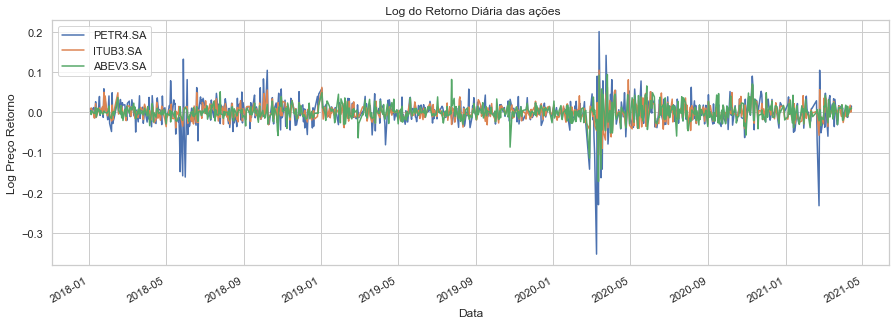 Log do Retorno Diária das ações
PETR4.SA
ITUB3.SA
ABEV3.SA
0.2
0.1
0.0
−0.1
−0.2
−0.3
Log Preço Retorno
2018-01
2018-05
2018-09
2019-01
2019-05
2019-09
2020-01
2020-05
2020-09
2021-01
2021-05
Data